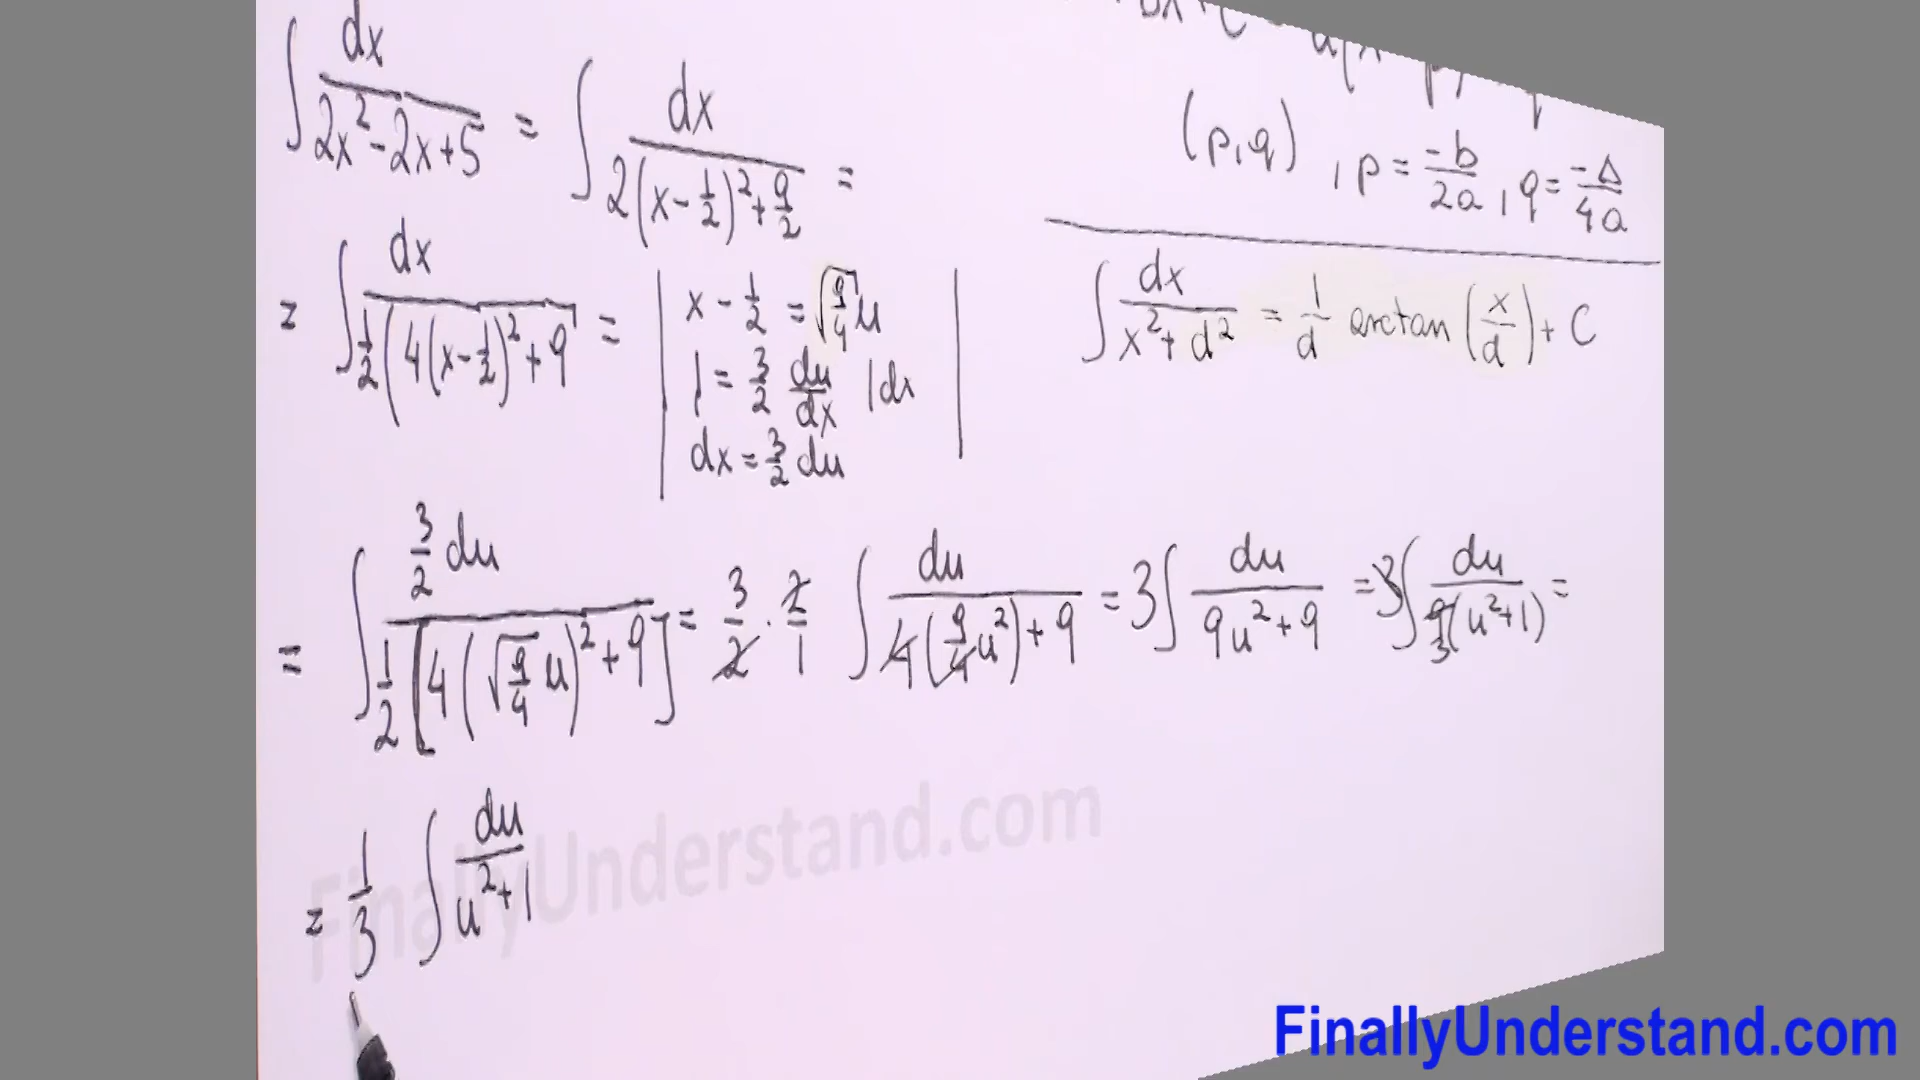 ∫ dx/(2x² - 2x + 5) = ∫ dx/(2(x - 1/2)² + 9/2) =
(p, q), p = -b/2a, q = -Δ/4a
= ∫ dx/(1/2(4(x - 1/2)² + 9) = | x - 1/2 = √(9/4) u
1 = 3/2 du/dx |dx
dx = 3/2 du |
∫ dx/(x² + d²) = 1/d arctan(x/d) + C
= ∫ 3/2 du/(1/2[4(√(9/4) u)² + 9]) = 3/2 · 2/1 ∫ du/(4(9/4 u²) + 9) = 3∫ du/(9u² + 9) = 3∫ du/(9(u² + 1)) =
3
= 1/3 ∫ du/(u² + 1)
FinallyUnderstand.com
FinallyUnderstand.com